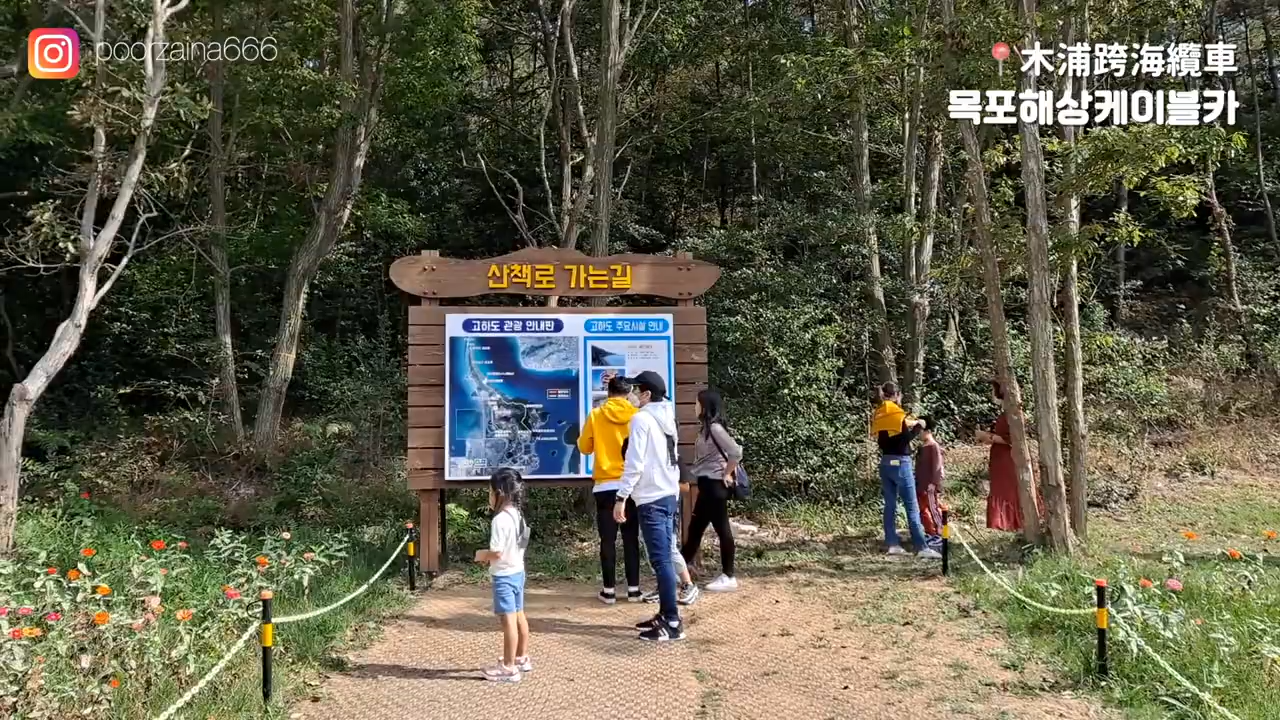 poorzaina666
木浦跨海纜車
목포해상케이블카
산책로 가는길
고하도 관광 안내판
고하도 주요시설 안내